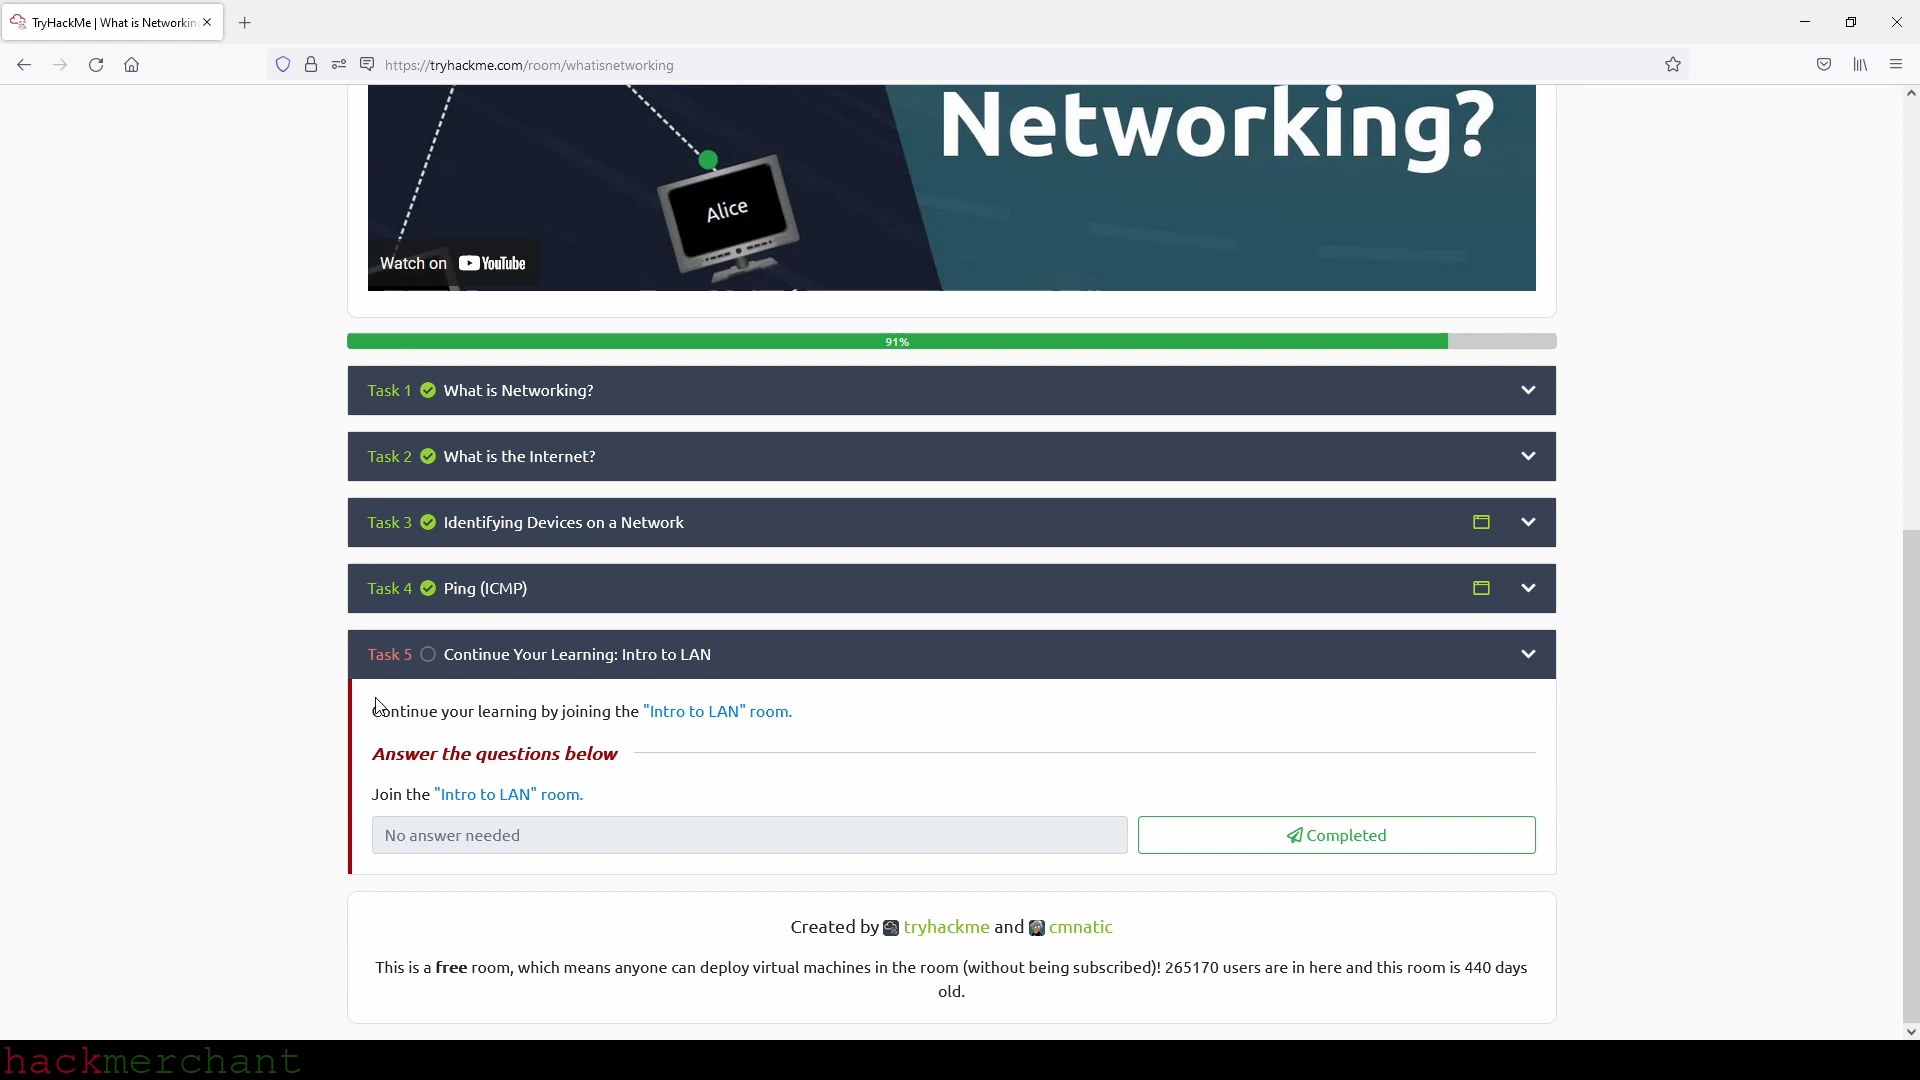 TryHackMe | What is Networkin
https://tryhackme.com/room/whatisnetworking
Networking?
Alice
Watch on YouTube
91%
Task 1 What is Networking?
Task 2 What is the Internet?
Task 3 Identifying Devices on a Network
Task 4 Ping (ICMP)
Task 5 Continue Your Learning: Intro to LAN
Continue your learning by joining the "Intro to LAN" room.
Answer the questions below
Join the "Intro to LAN" room.
No answer needed
Completed
Created by tryhackme and cmnatic
This is a free room, which means anyone can deploy virtual machines in the room (without being subscribed)! 265170 users are in here and this room is 440 days
old.
hackmerchant